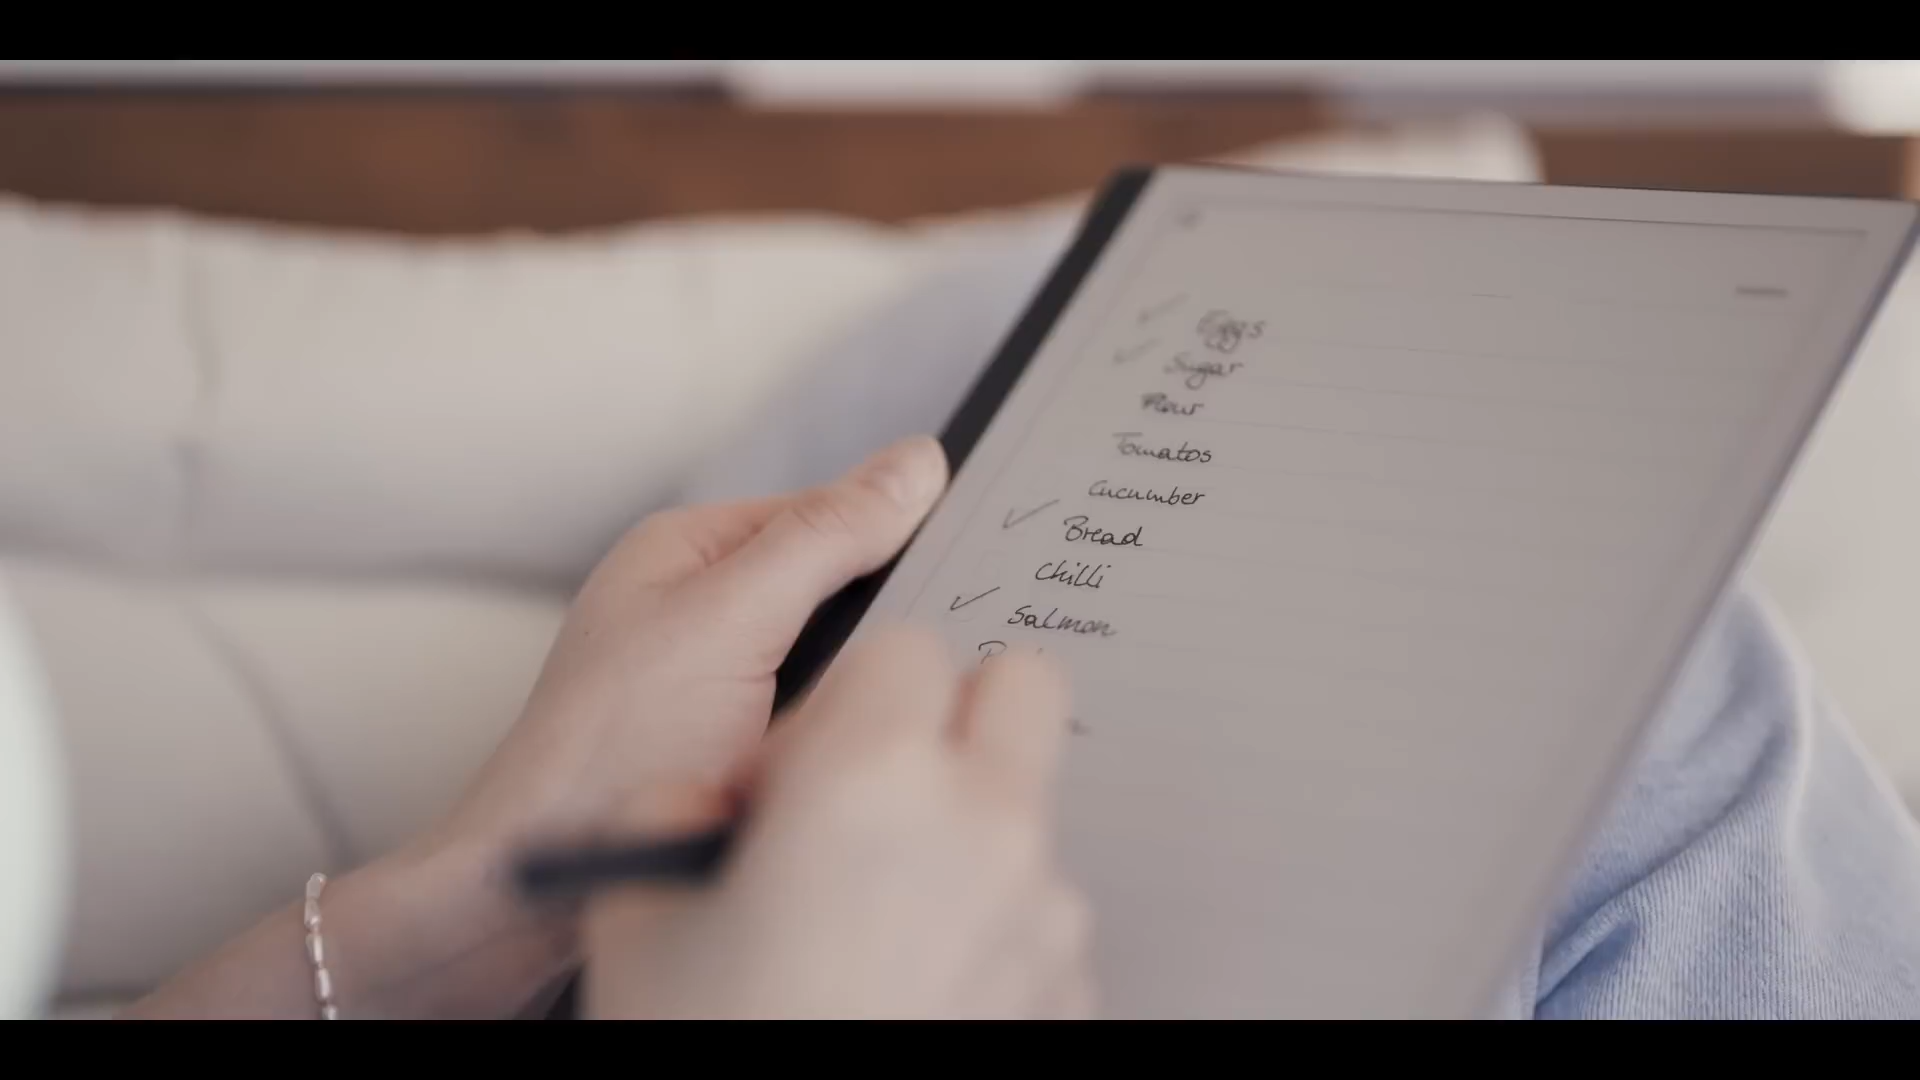 Eggs
Sugar
Flour
Tomatos
Cucumber
Bread
Chilli
Salmon